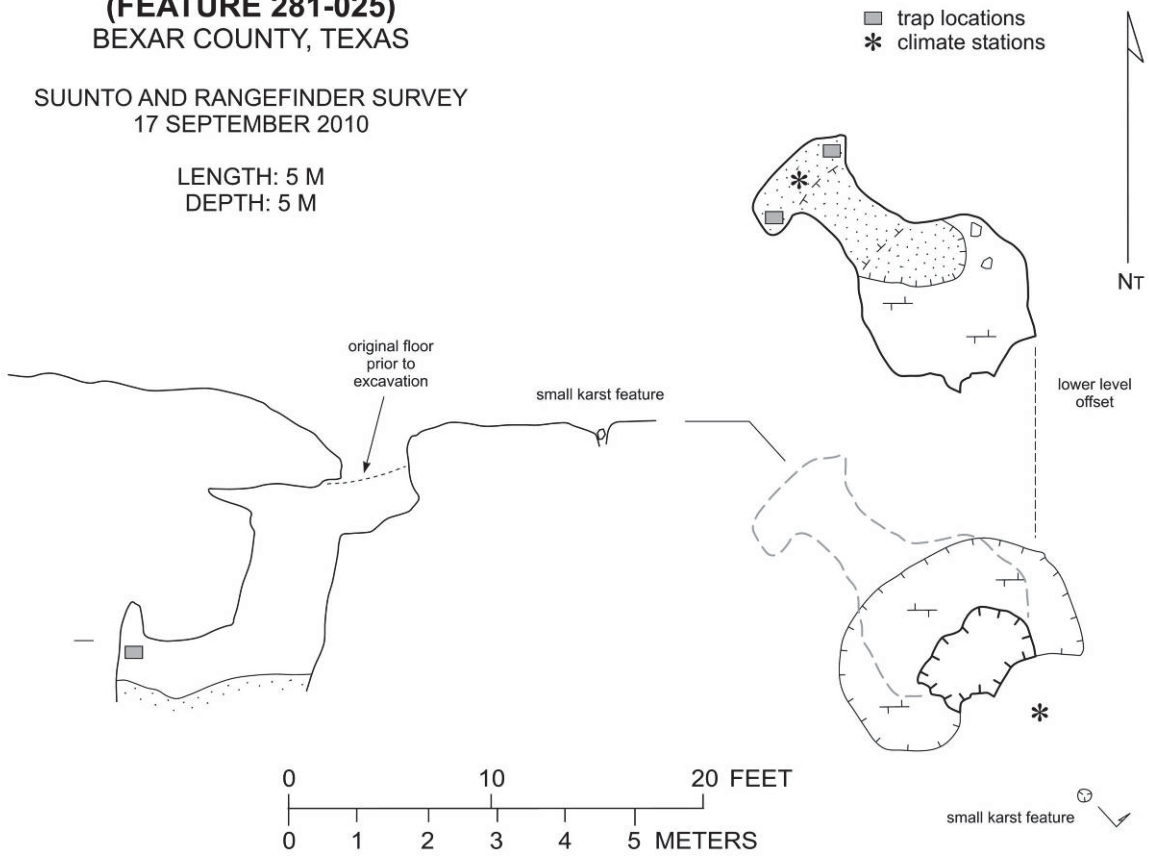 (FEATURE 281-025)
BEXAR COUNTY, TEXAS
SUUNTO AND RANGEFINDER SURVEY
17 SEPTEMBER 2010
LENGTH: 5 M
DEPTH: 5 M
trap locations
* climate stations
NT
original floor
prior to
excavation
small karst feature
lower level
offset
small karst feature
0 10 20 FEET
0 1 2 3 4 5 METERS